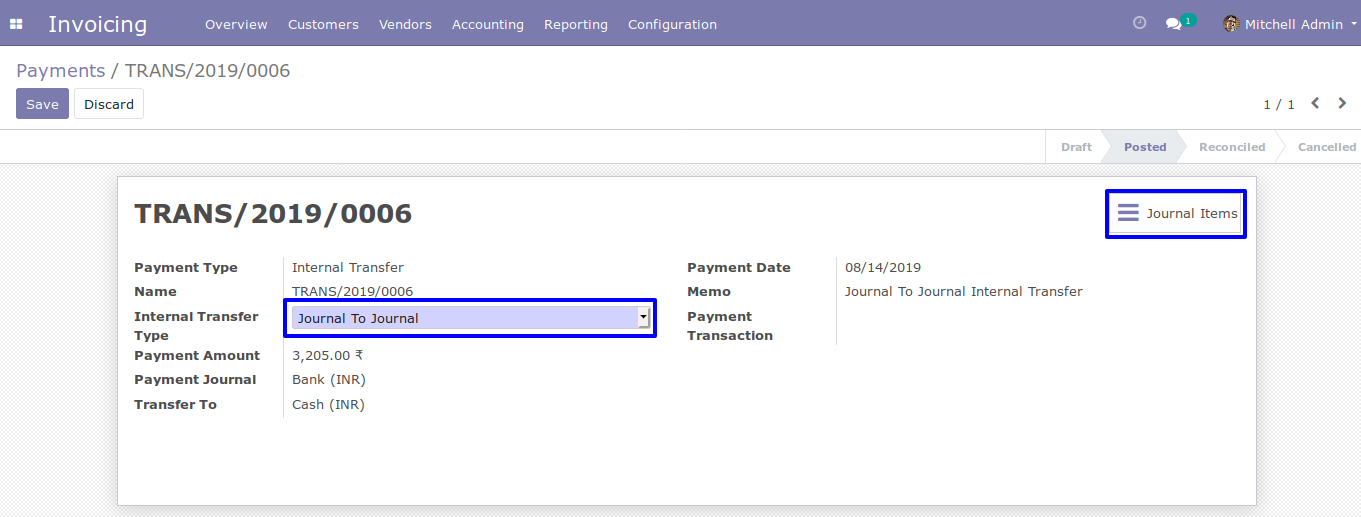 Invoicing Overview Customers Vendors Accounting Reporting Configuration 1 Mitchell Admin
Payments / TRANS/2019/0006
Save Discard 1 / 1
Draft Posted Reconciled Cancelled
TRANS/2019/0006 Journal Items
Payment Type Internal Transfer Payment Date 08/14/2019
Name TRANS/2019/0006 Memo Journal To Journal Internal Transfer
Internal Transfer Type Journal To Journal Payment Transaction
Payment Amount 3,205.00 ₹
Payment Journal Bank (INR)
Transfer To Cash (INR)